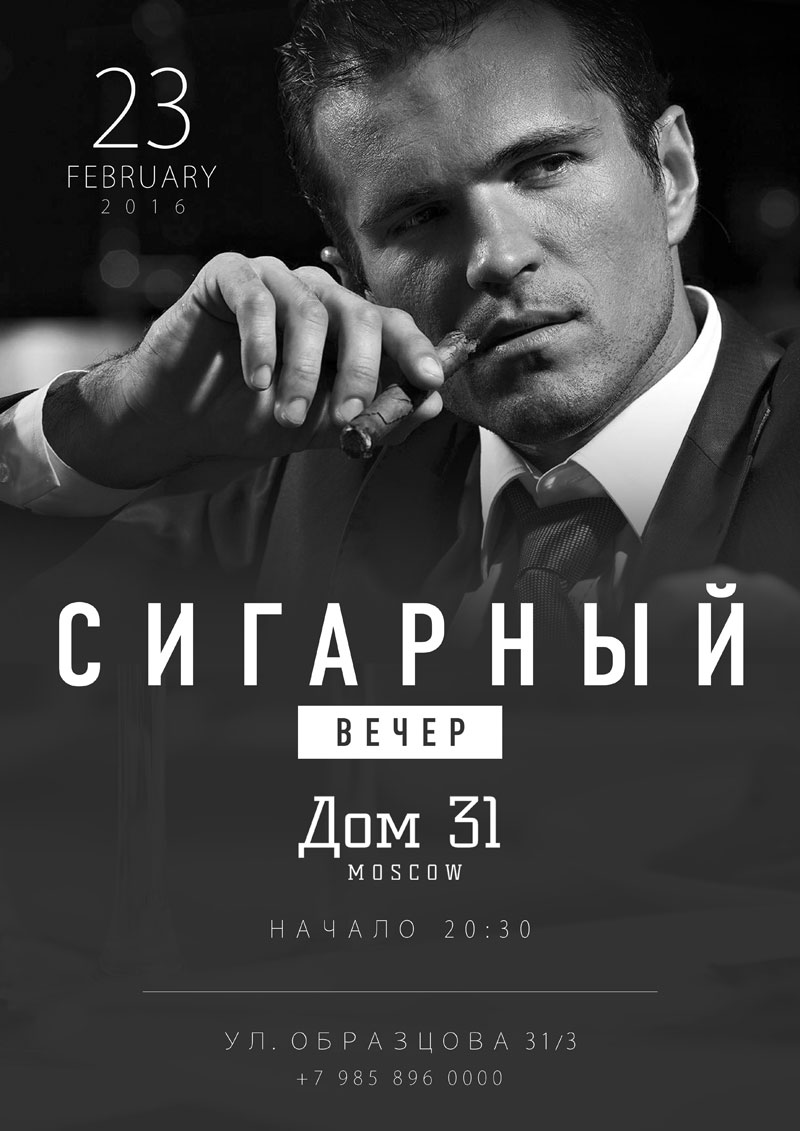 23
FEBRUARY
2016
СИГАРНЫЙ
ВЕЧЕР
Дом 31
MOSCOW
НАЧАЛО 20:30
УЛ. ОБРАЗЦОВА 31/3
+7 985 896 0000